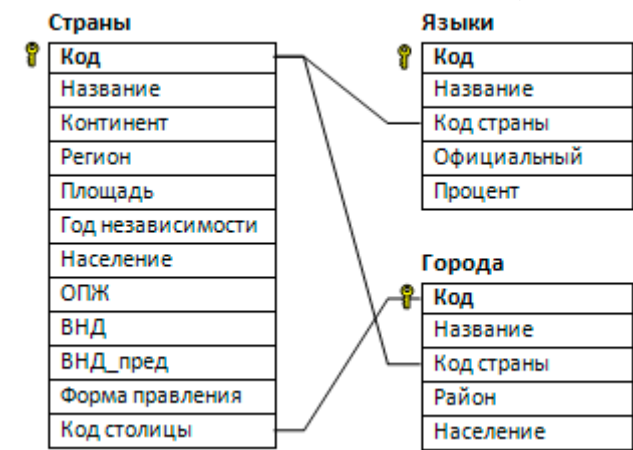 Страны
Код
Название
Континент
Регион
Площадь
Год независимости
Население
ОПЖ
ВНД
ВНД_пред
Форма правления
Код столицы
Языки
Код
Название
Код страны
Официальный
Процент
Города
Код
Название
Код страны
Район
Население